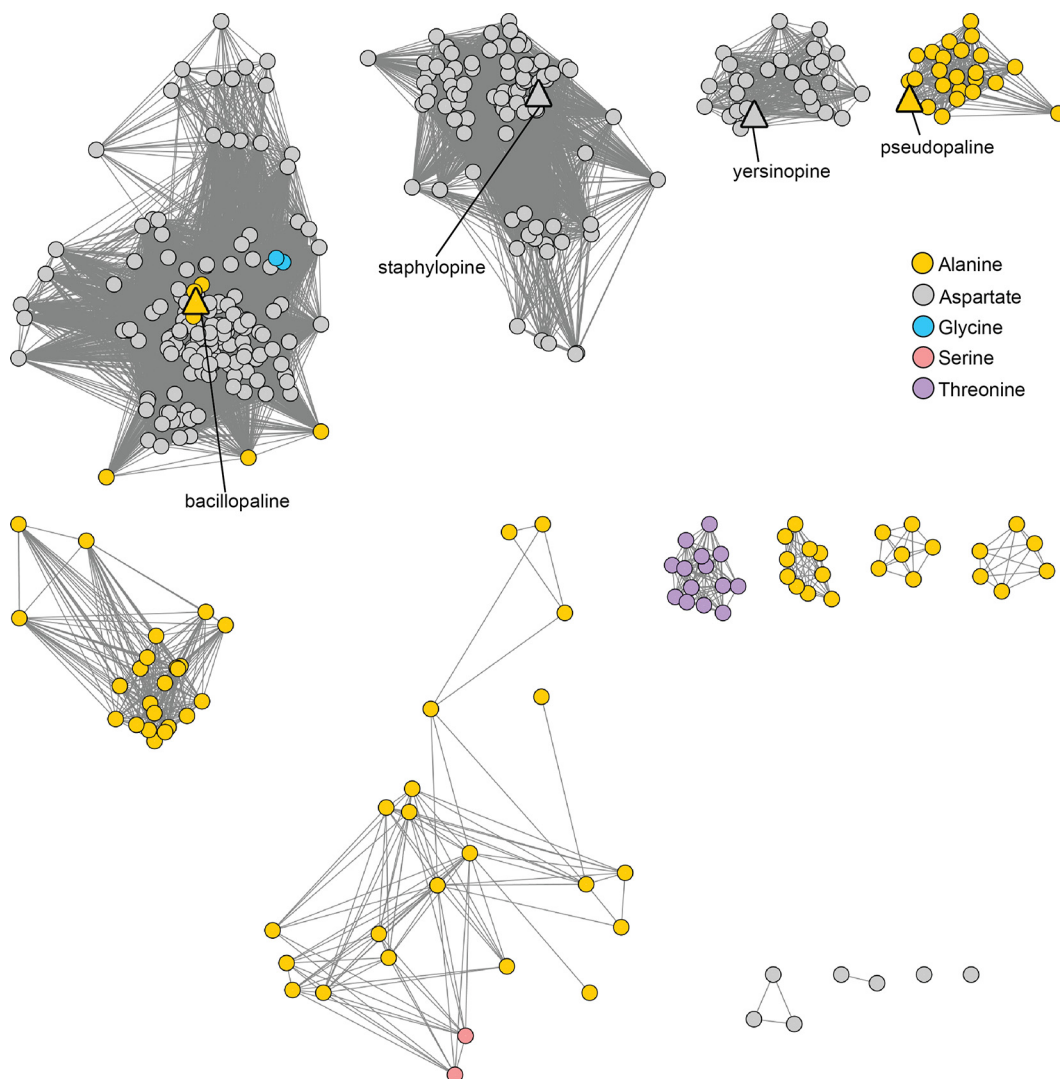 pseudopaline
yersinopine
staphylopine
Alanine
Aspartate
Glycine
Serine
Threonine
bacillopaline